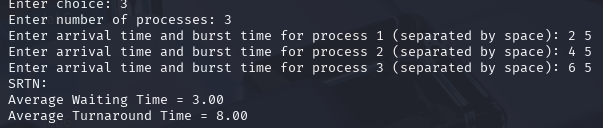 Enter choice: 3
Enter number of processes: 3
Enter arrival time and burst time for process 1 (separated by space): 2 5
Enter arrival time and burst time for process 2 (separated by space): 4 5
Enter arrival time and burst time for process 3 (separated by space): 6 5
SRTN:
Average Waiting Time = 3.00
Average Turnaround Time = 8.00